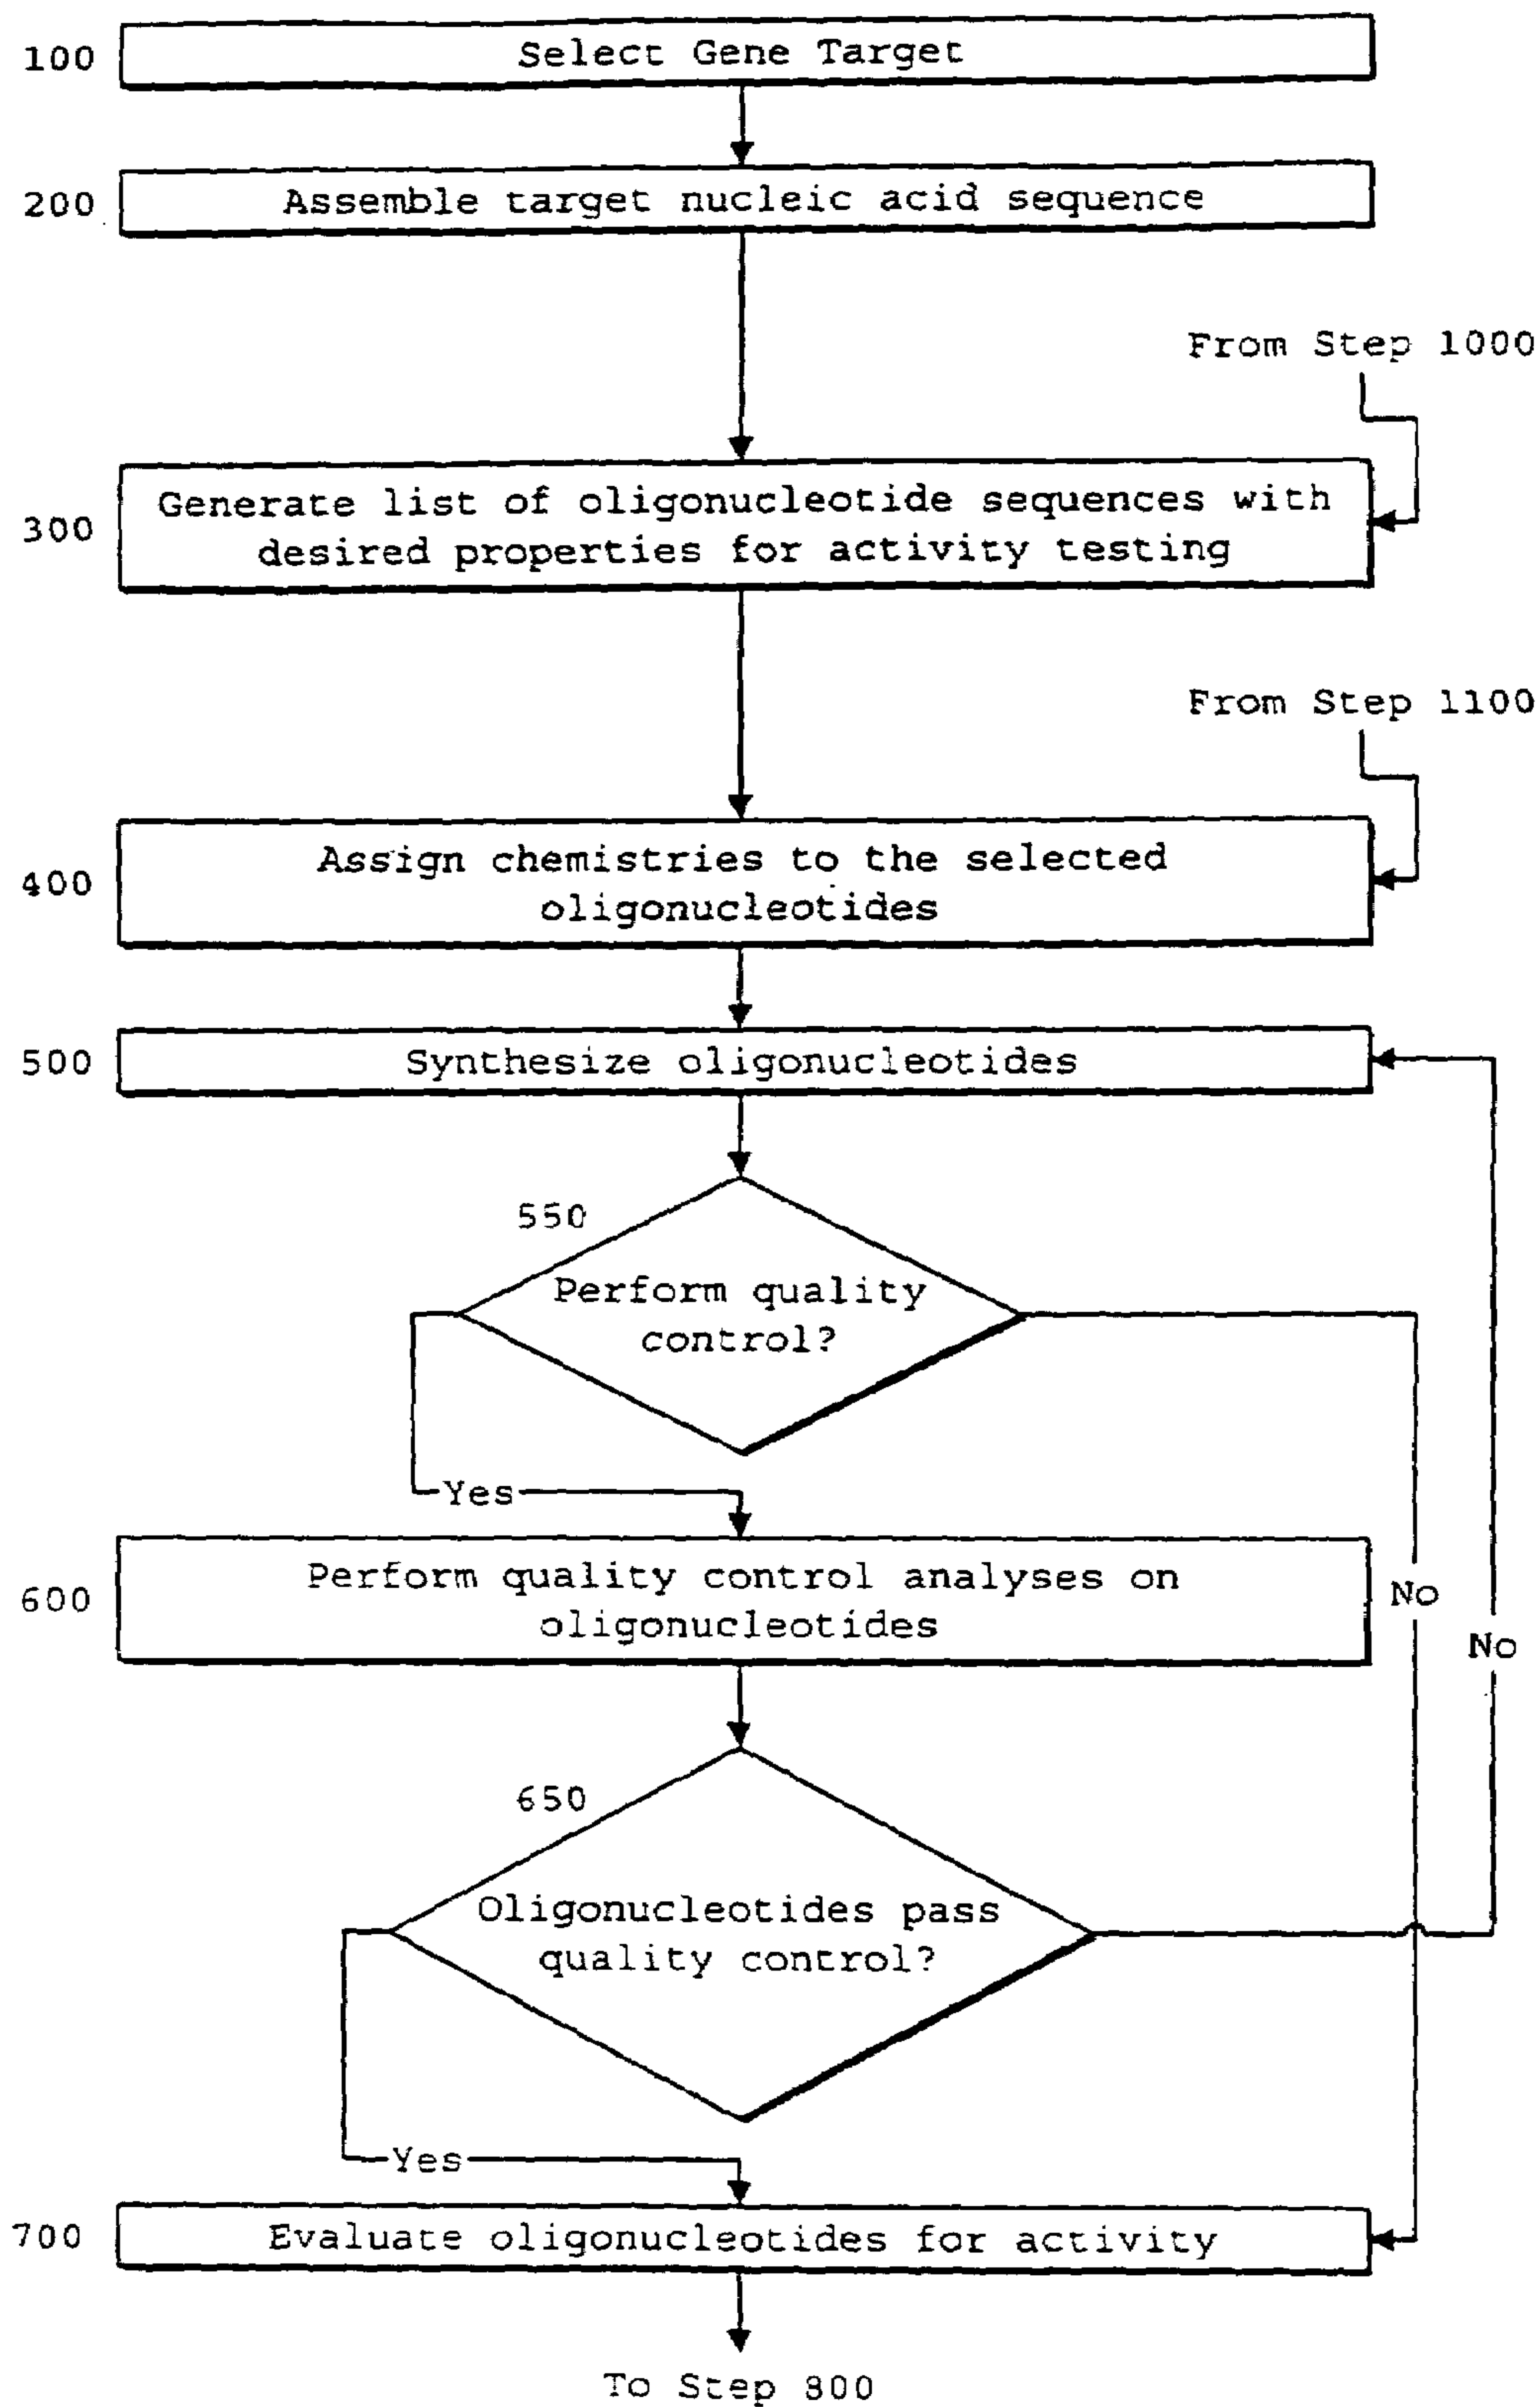 100
Select Gene Target
200
Assemble target nucleic acid sequence
From Step 1000
300
Generate list of oligonucleotide sequences with
desired properties for activity testing
From Step 1100
400
Assign chemistries to the selected
oligonucleotides
500
Synthesize oligonucleotides
550
Perform quality
control?
Yes
600
Perform quality control analyses on
oligonucleotides
No
No
650
Oligonucleotides pass
quality control?
Yes
700
Evaluate oligonucleotides for activity
To Step 800